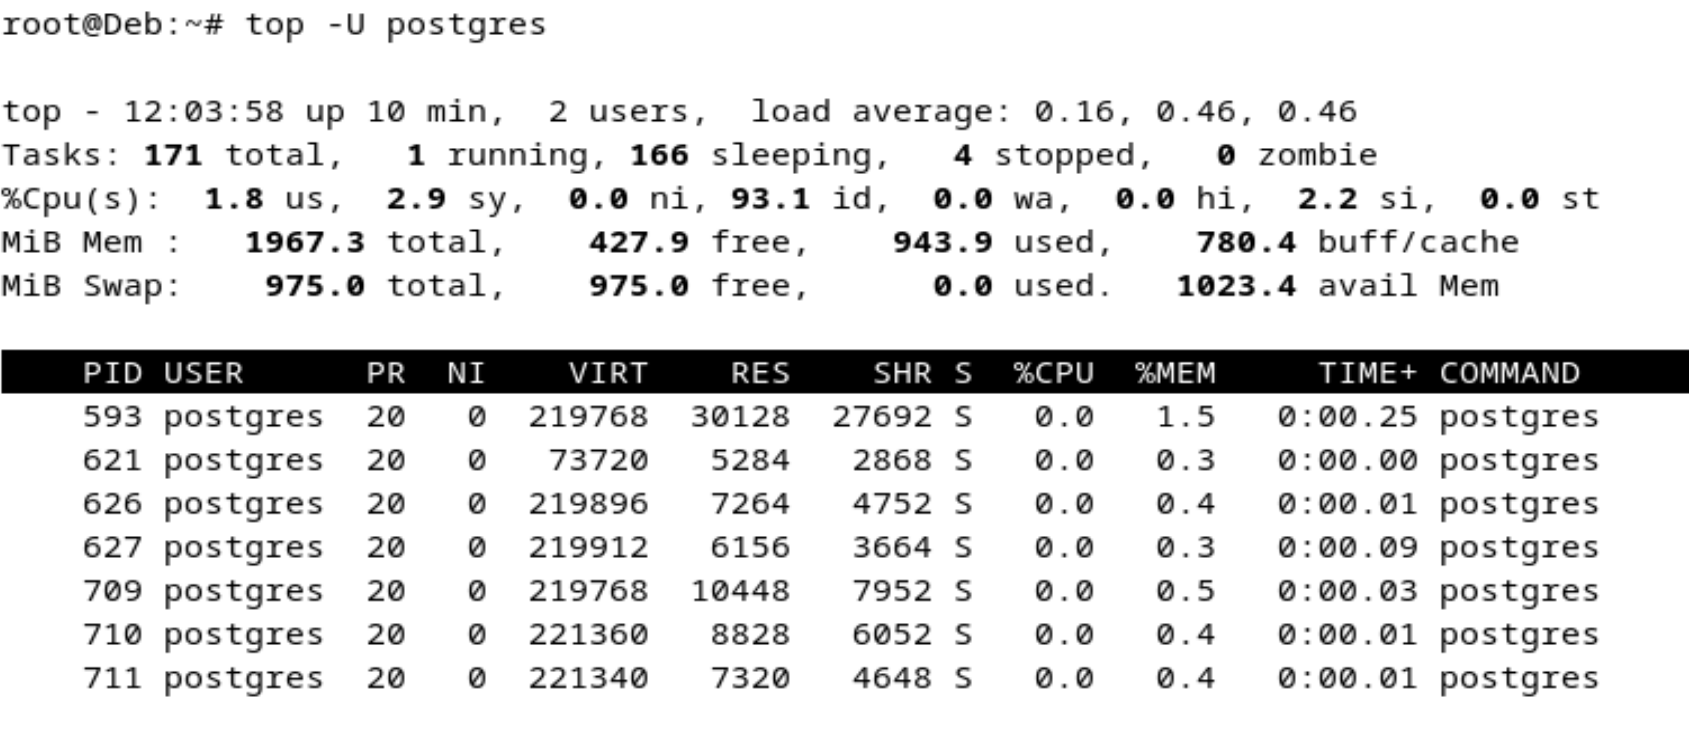 root@Deb:~# top -U postgres
top - 12:03:58 up 10 min,  2 users,  load average: 0.16, 0.46, 0.46
Tasks: 171 total,   1 running, 166 sleeping,   4 stopped,   0 zombie
%Cpu(s):  1.8 us,  2.9 sy,  0.0 ni, 93.1 id,  0.0 wa,  0.0 hi,  2.2 si,  0.0 st
MiB Mem :   1967.3 total,    427.9 free,    943.9 used,    780.4 buff/cache
MiB Swap:    975.0 total,    975.0 free,      0.0 used.   1023.4 avail Mem
    PID USER      PR  NI    VIRT    RES    SHR S  %CPU  %MEM     TIME+ COMMAND
    593 postgres  20   0  219768  30128  27692 S   0.0   1.5   0:00.25 postgres
    621 postgres  20   0   73720   5284   2868 S   0.0   0.3   0:00.00 postgres
    626 postgres  20   0  219896   7264   4752 S   0.0   0.4   0:00.01 postgres
    627 postgres  20   0  219912   6156   3664 S   0.0   0.3   0:00.09 postgres
    709 postgres  20   0  219768  10448   7952 S   0.0   0.5   0:00.03 postgres
    710 postgres  20   0  221360   8828   6052 S   0.0   0.4   0:00.01 postgres
    711 postgres  20   0  221340   7320   4648 S   0.0   0.4   0:00.01 postgres